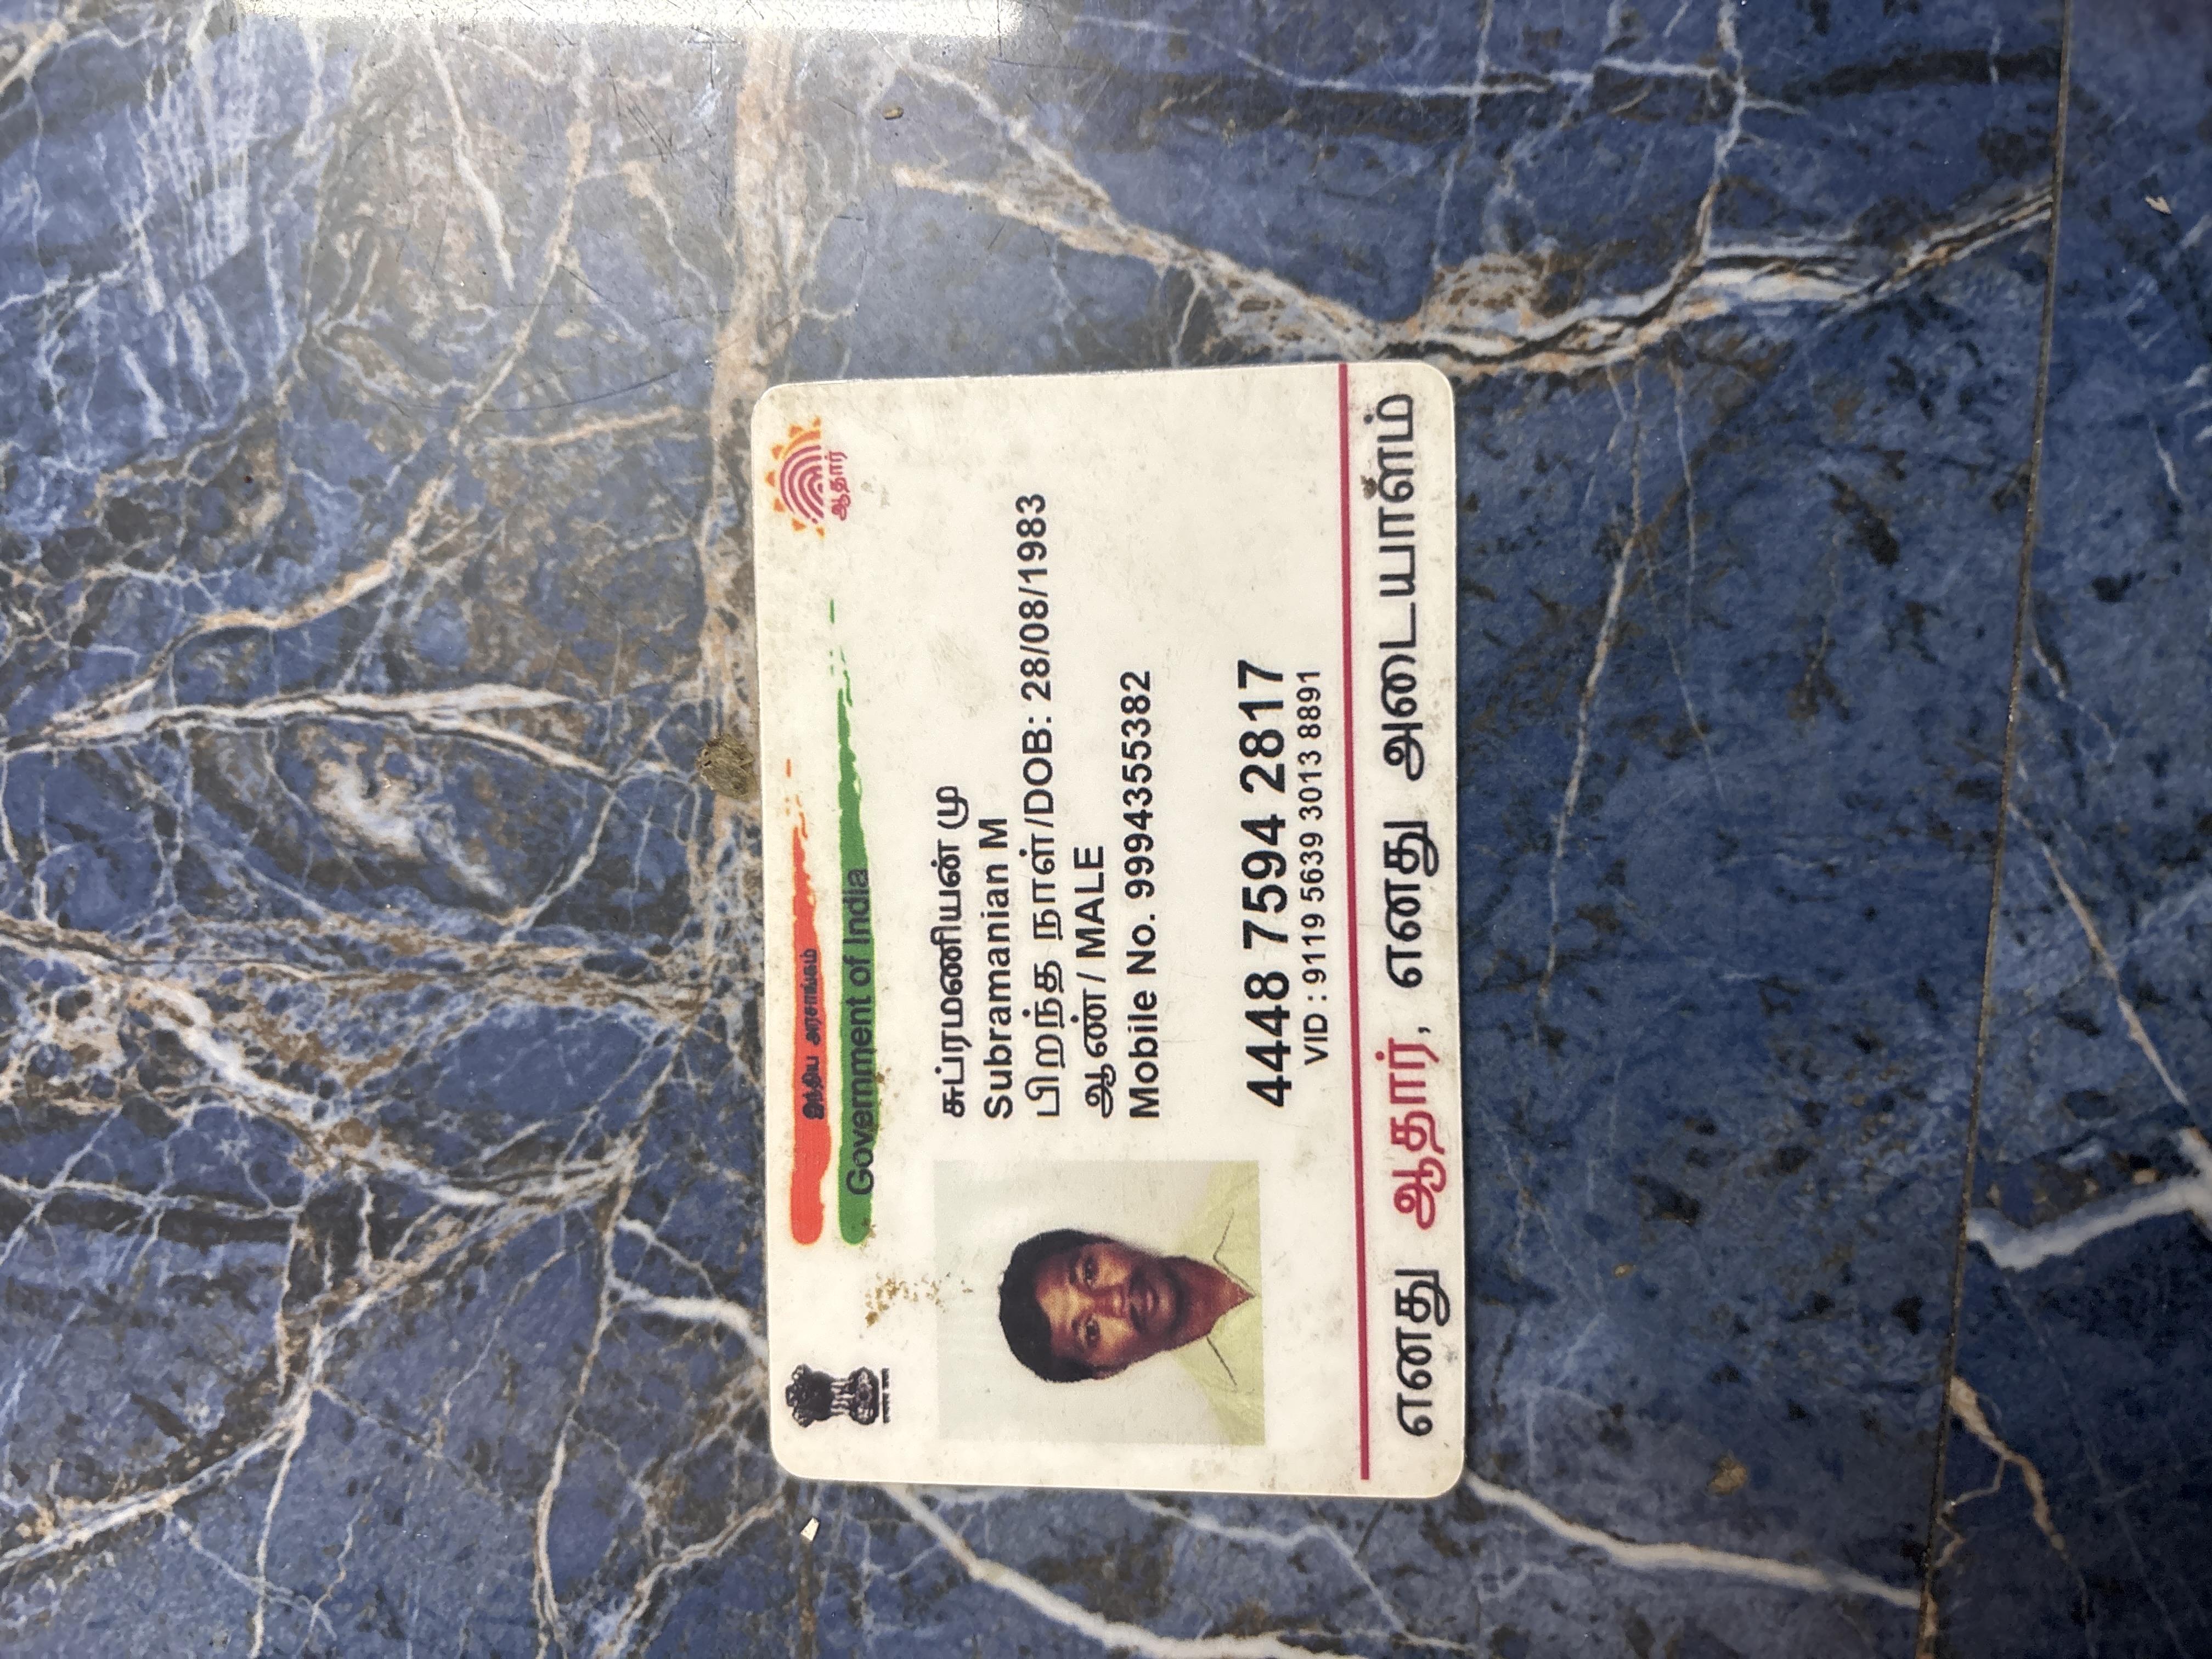 இந்திய அரசாங்கம்
Government of India
ஆதார்
சுப்ரமணியன் மு
Subramanian M
பிறந்த நாள்/DOB: 28/08/1983
ஆண்/ MALE
Mobile No. 9994355382
4448 7594 2817
VID : 9119 5639 3013 8891
எனது ஆதார், எனது அடையாளம்